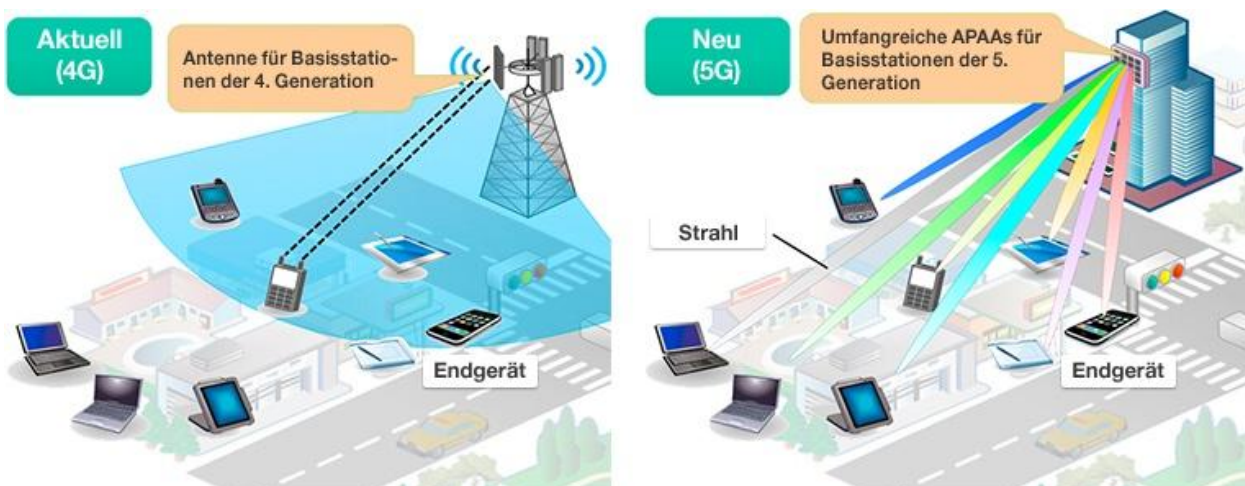 Aktuell
(4G)
Antenne für Basisstatio-
nen der 4. Generation
Endgerät
Neu
(5G)
Umfangreiche APAAs für
Basisstationen der 5.
Generation
Strahl
Endgerät